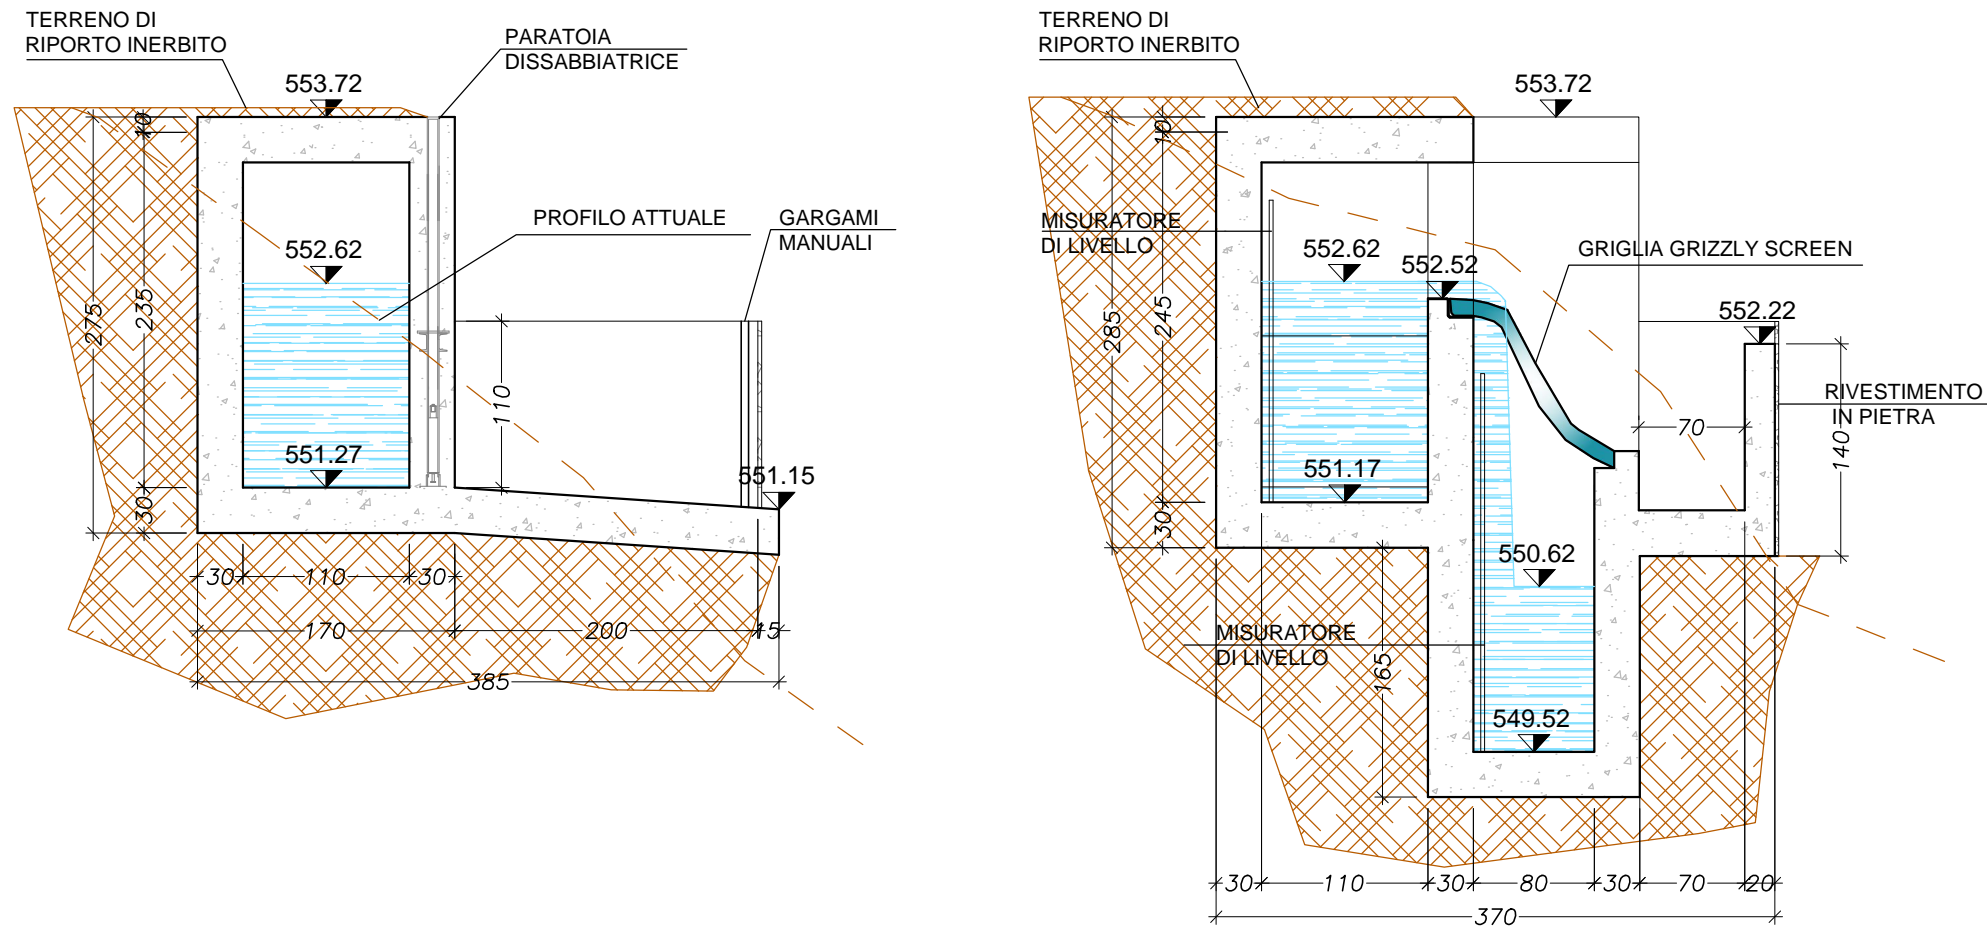 TERRENO DI
RIPORTO INERBITO
PARATOIA
DISSABBIATRICE
553.72
10
PROFILO ATTUALE
GARGAMI
MANUALI
552.62
275
235
110
551.27
551.15
30
30
110
30
170
200
15
385
TERRENO DI
RIPORTO INERBITO
553.72
10
MISURATORE
DI LIVELLO
552.62
552.52
GRIGLIA GRIZZLY SCREEN
552.22
285
245
RIVESTIMENTO
IN PIETRA
70
140
551.17
30
550.62
MISURATORE
DI LIVELLO
165
549.52
30
110
30
80
30
70
20
370